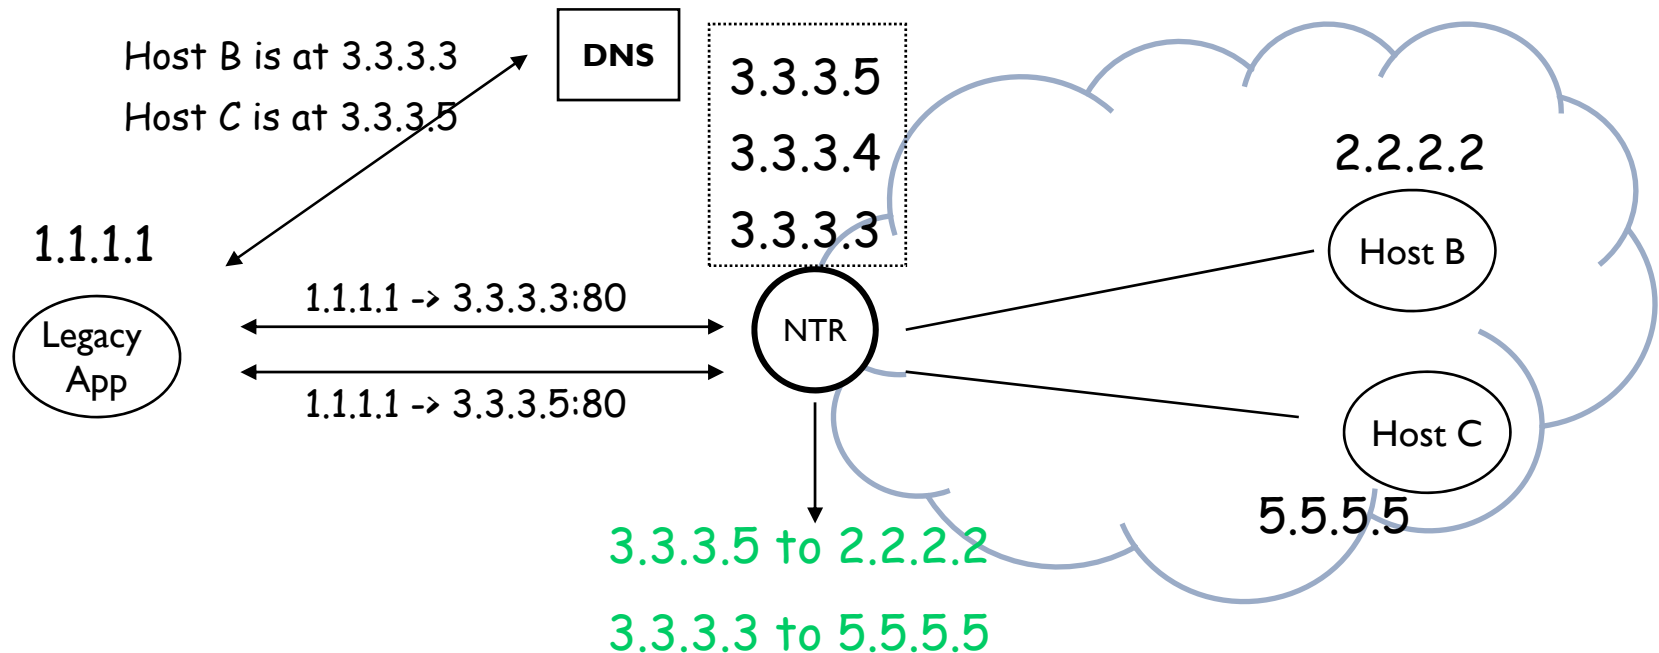 Host B is at 3.3.3.3
Host C is at 3.3.3.5
DNS
3.3.3.5
3.3.3.4
3.3.3.3
2.2.2.2
Host B
1.1.1.1
Legacy
App
1.1.1.1 -> 3.3.3.3:80
1.1.1.1 -> 3.3.3.5:80
NTR
Host C
5.5.5.5
3.3.3.5 to 2.2.2.2
3.3.3.3 to 5.5.5.5